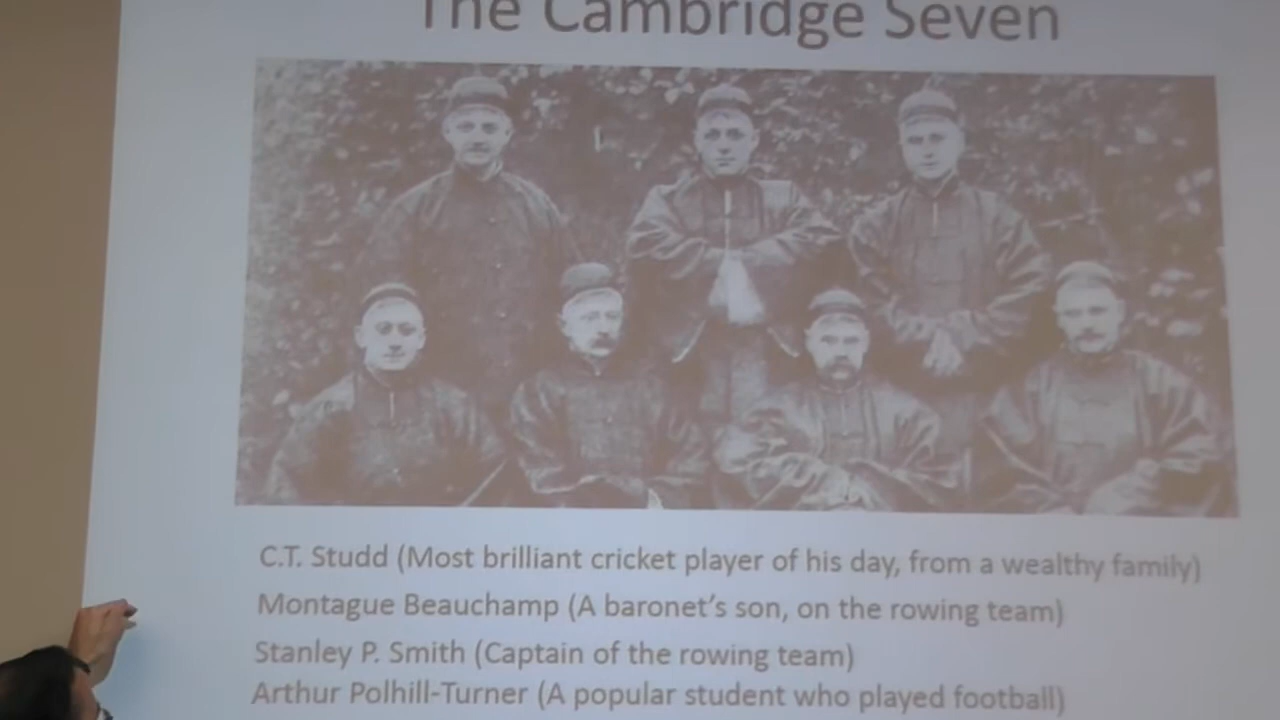 The Cambridge Seven
C.T. Studd (Most brilliant cricket player of his day, from a wealthy family)
Montague Beauchamp (A baronet's son, on the rowing team)
Stanley P. Smith (Captain of the rowing team)
Arthur Polhill-Turner (A popular student who played football)